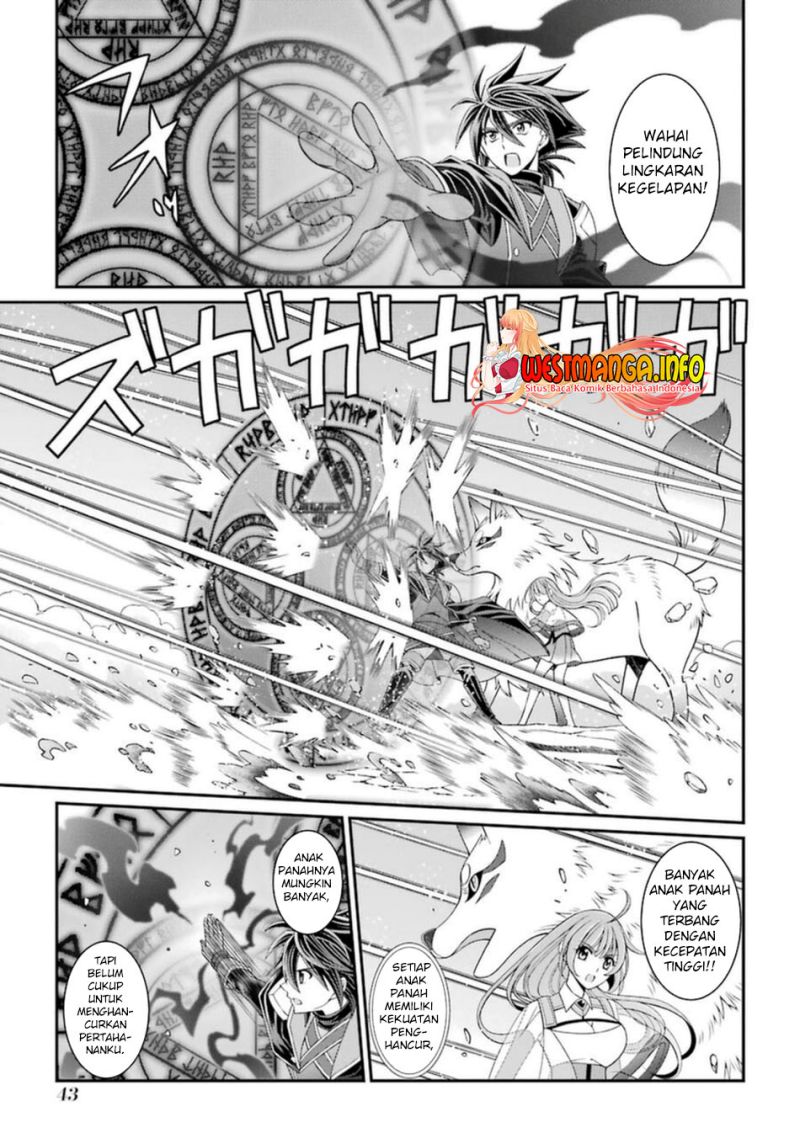 WAHAI
PELINDUNG
LINGKARAN
KEGELAPAN!
ズガガガガガ
WESTMANGA.INFO
Situs Baca Komik Berbahasa Indonesia
BANYAK
ANAK PANAH
YANG
TERBANG
DENGAN
KECEPATAN
TINGGI!!
SETIAP
ANAK
PANAH
MEMILIKI
KEKUATAN
PENG-
HANCUR,
ANAK
PANAHNYA
MUNGKIN
BANYAK,
TAPI
BELUM
CUKUP
UNTUK
MENGHAN-
CURKAN
PERTAHA-
NANKU.
43